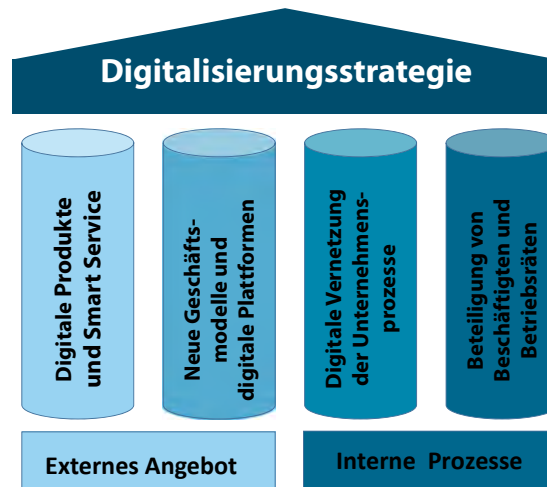 Digitalisierungsstrategie
Digitale Produkte
und Smart Service
Neue Geschäfts-
modelle und
digitale Plattformen
Digitale Vernetzung
der Unternehmens-
prozesse
Beteiligung von
Beschäftigten und
Betriebsräten
Externes Angebot
Interne Prozesse